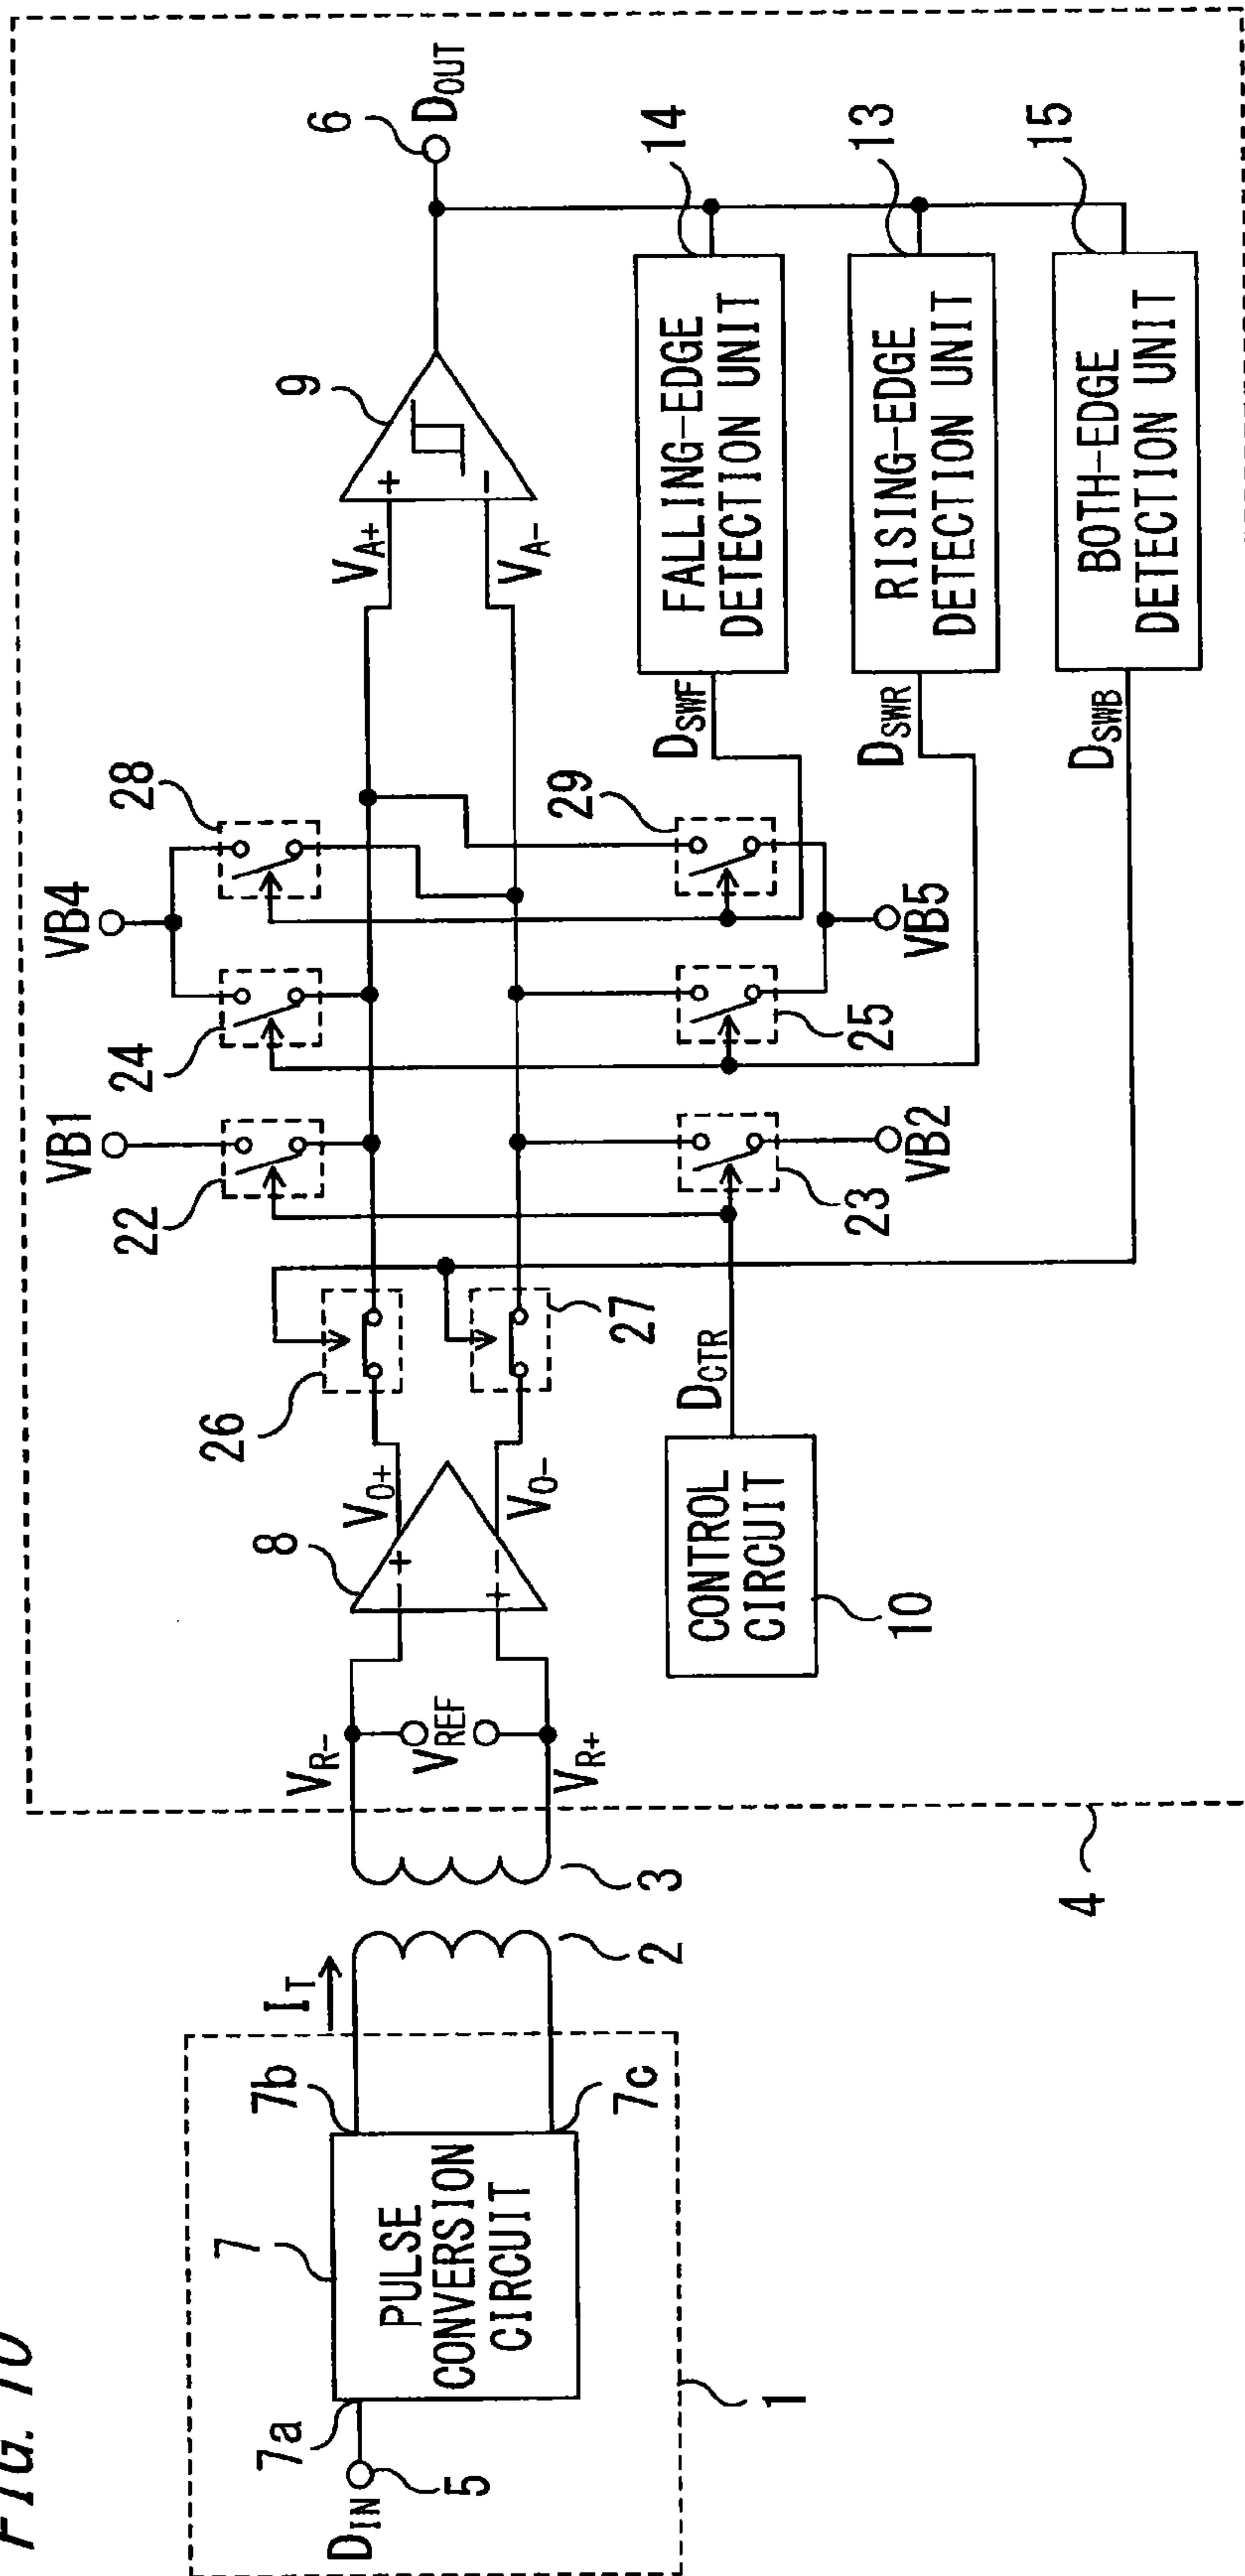 FIG. 10
D_IN
5
7a
7
PULSE
CONVERSION
CIRCUIT
7b
7c
1
I_T
2
3
4
V_R-
V_REF
V_R+
8
- +
+ -
V_O+
V_O-
26
27
CONTROL
CIRCUIT
10
D_CTR
VB1
22
23
VB2
VB4
24
25
28
29
VB5
V_A+
V_A-
9
+
-
6
D_OUT
D_SWF
FALLING-EDGE
DETECTION UNIT
14
D_SWR
RISING-EDGE
DETECTION UNIT
13
D_SWB
BOTH-EDGE
DETECTION UNIT
15